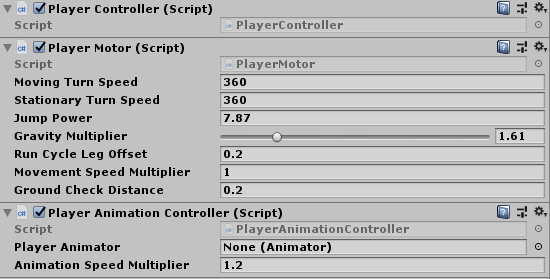 Player Controller (Script)
Script PlayerController
Player Motor (Script)
Script PlayerMotor
Moving Turn Speed 360
Stationary Turn Speed 360
Jump Power 7.87
Gravity Multiplier 1.61
Run Cycle Leg Offset 0.2
Movement Speed Multiplier 1
Ground Check Distance 0.2
Player Animation Controller (Script)
Script PlayerAnimationController
Player Animator None (Animator)
Animation Speed Multiplier 1.2